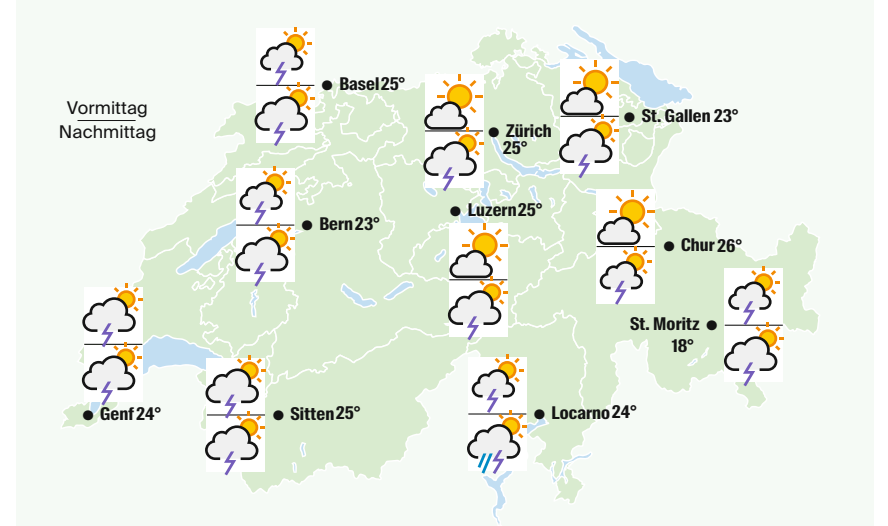 Vormittag
Nachmittag
Basel 25°
Zürich
25°
St. Gallen 23°
Bern 23°
Luzern 25°
Chur 26°
St. Moritz
18°
Genf 24°
Sitten 25°
Locarno 24°